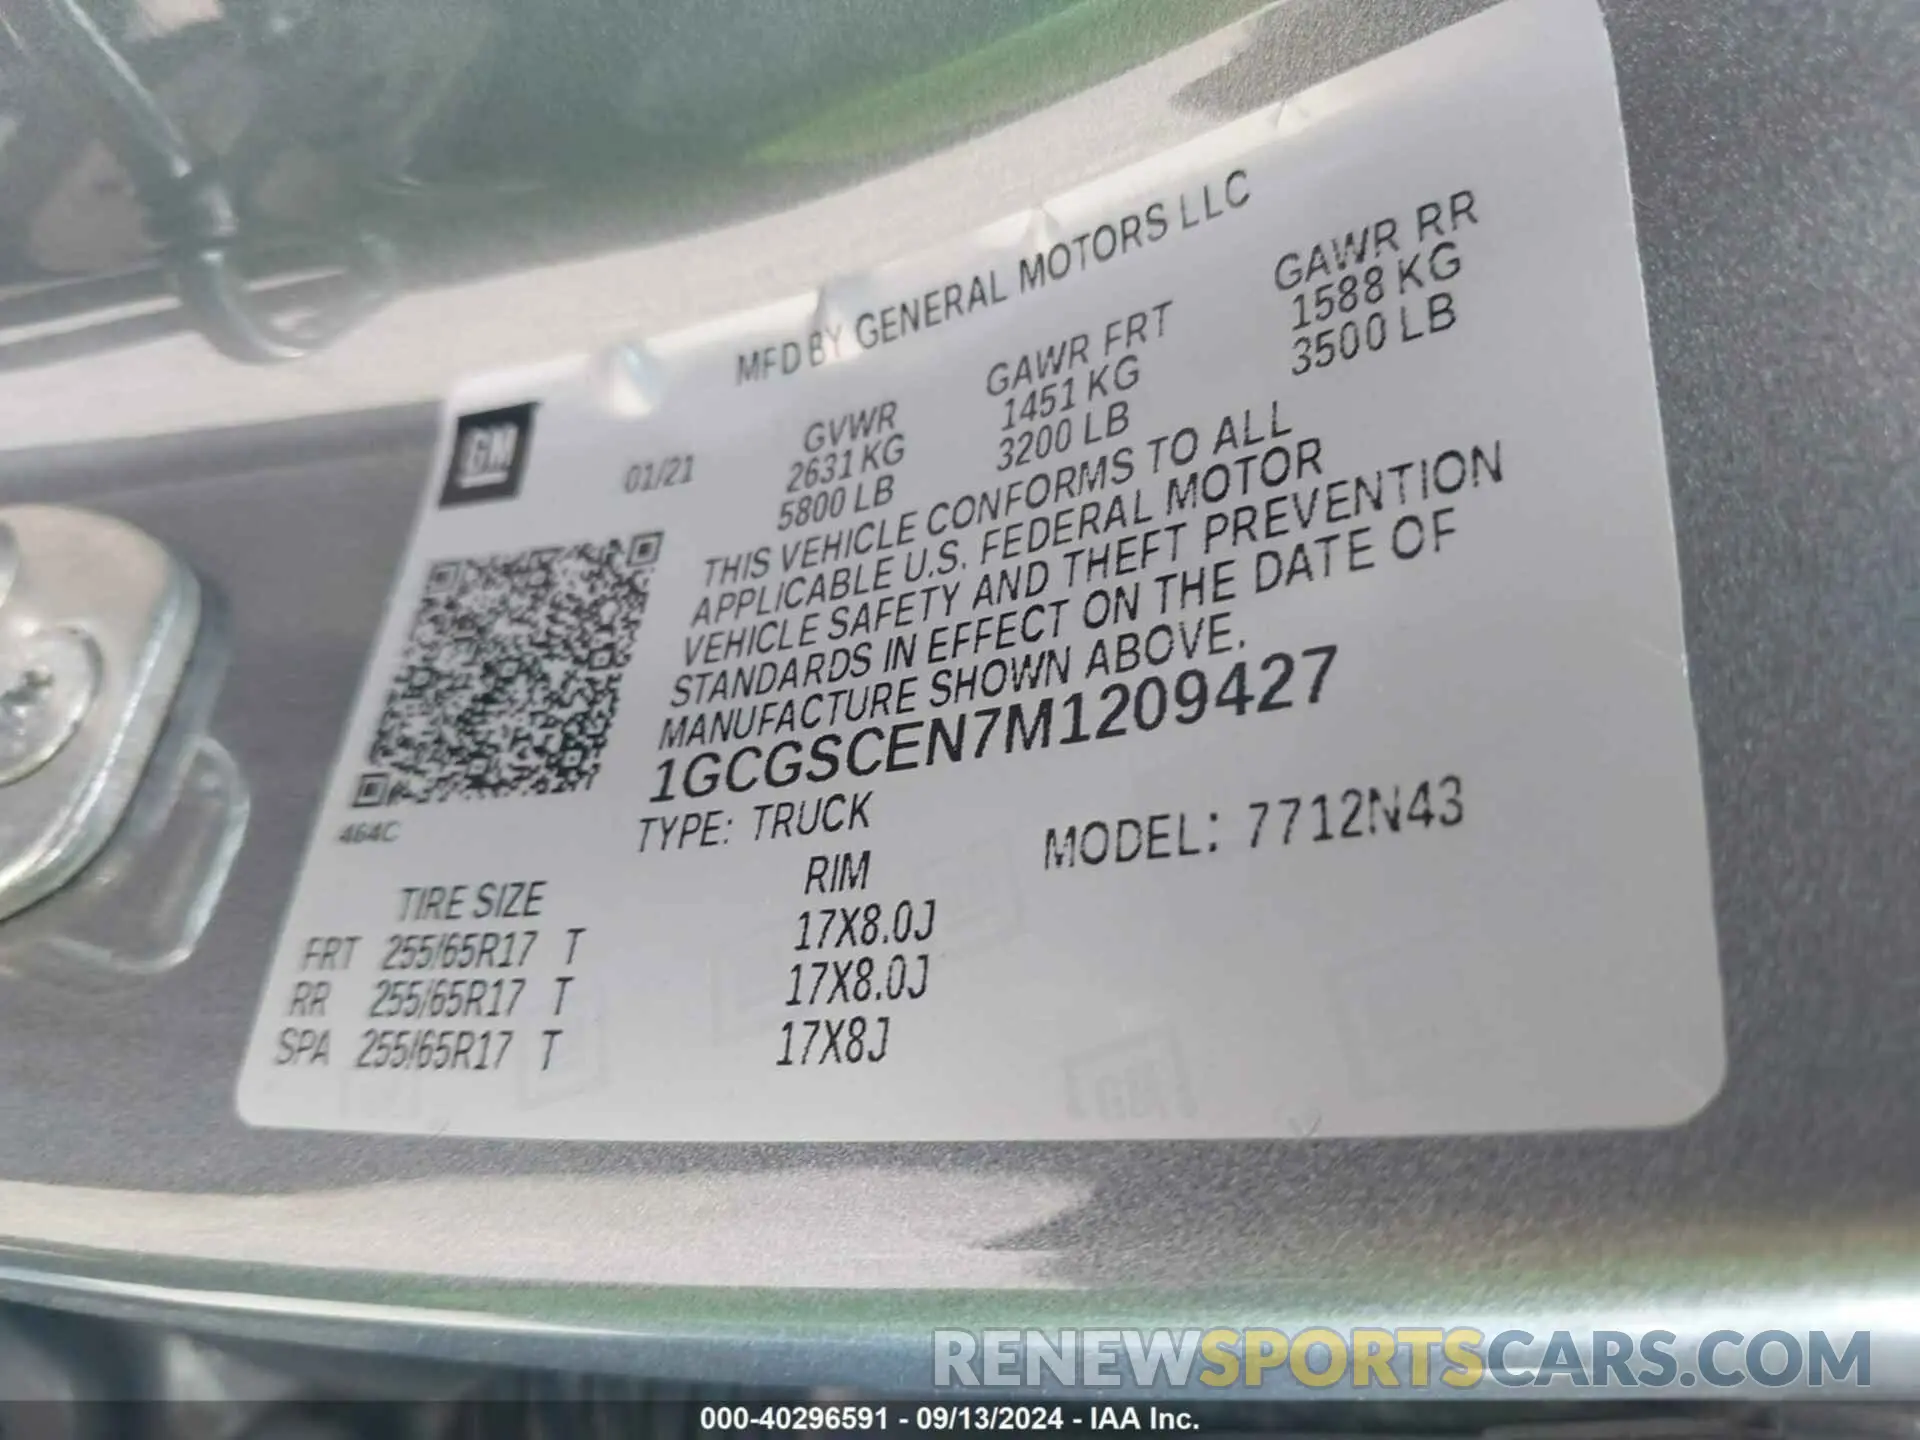 MFD BY GENERAL MOTORS LLC
GM
01/21
GVWR
2631 KG
5800 LB
GAWR FRT
1451 KG
3200 LB
GAWR RR
1588 KG
3500 LB
THIS VEHICLE CONFORMS TO ALL
APPLICABLE U.S. FEDERAL MOTOR
VEHICLE SAFETY AND THEFT PREVENTION
STANDARDS IN EFFECT ON THE DATE OF
MANUFACTURE SHOWN ABOVE.
1GCGSCEN7M1209427
464C
TYPE: TRUCK
MODEL: 7712N43
TIRE SIZE RIM
FRT 255/65R17 T 17X8.0J
RR 255/65R17 T 17X8.0J
SPA 255/65R17 T 17X8J
GM
RENEWSPORTSCARS.COM
000-40296591 - 09/13/2024 - IAA Inc.